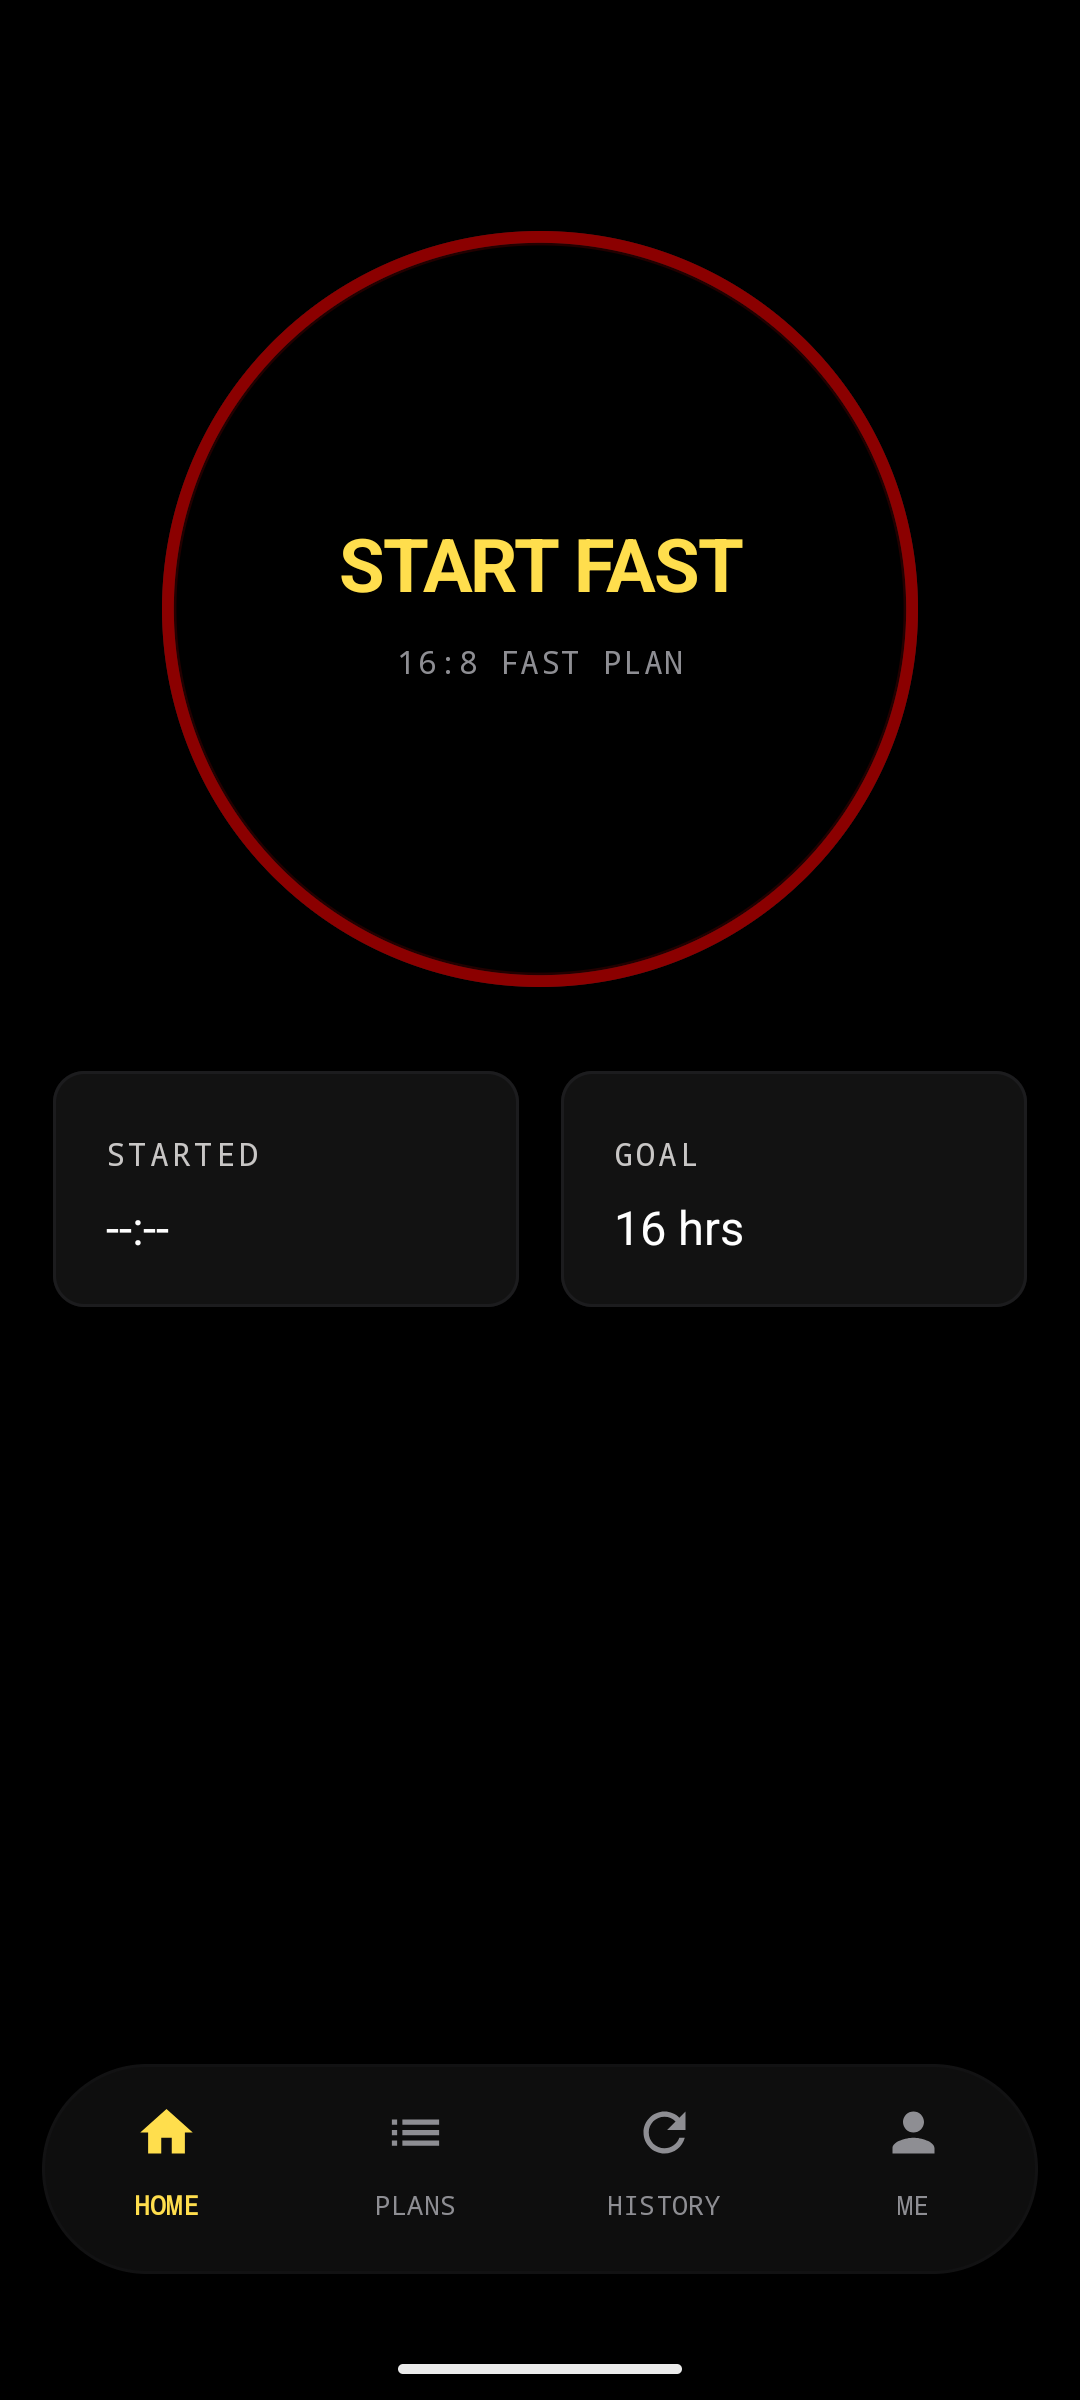 START FAST
16:8 FAST PLAN
STARTED
--:--
GOAL
16 hrs
HOME
PLANS
HISTORY
ME